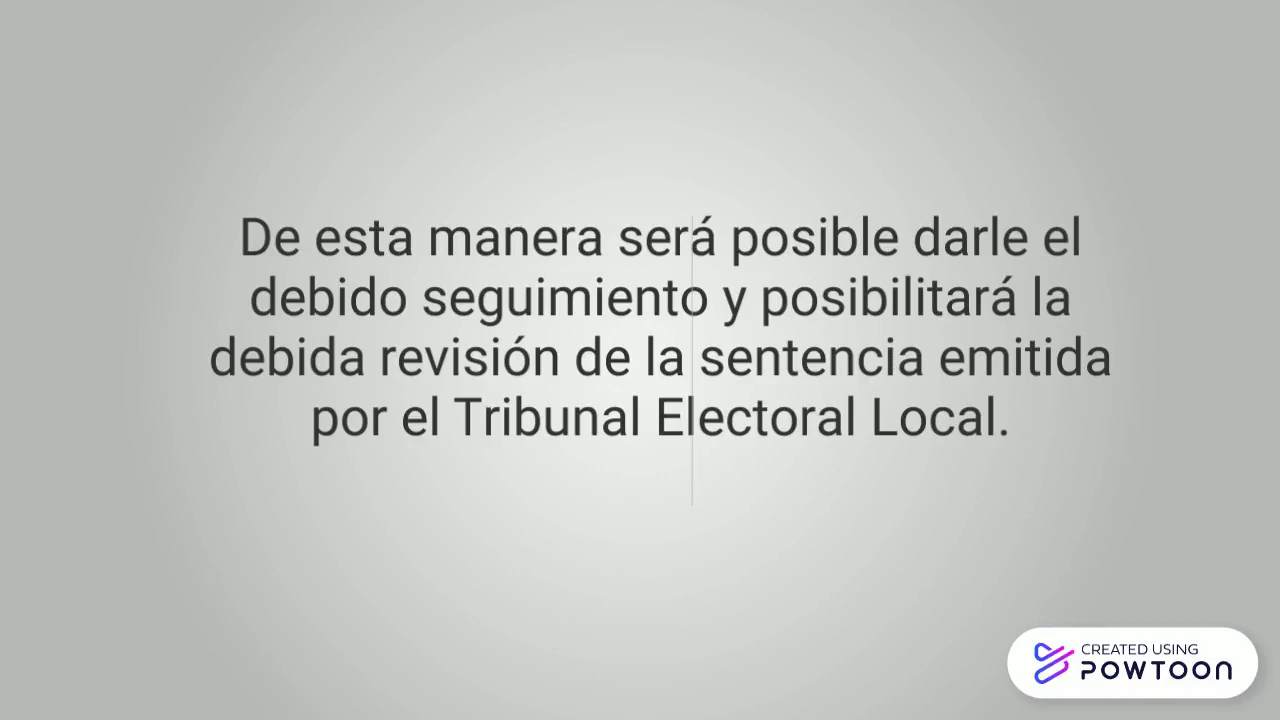 De esta manera será posible darle el
debido seguimiento y posibilitará la
debida revisión de la sentencia emitida
por el Tribunal Electoral Local.
CREATED USING
POWTOON